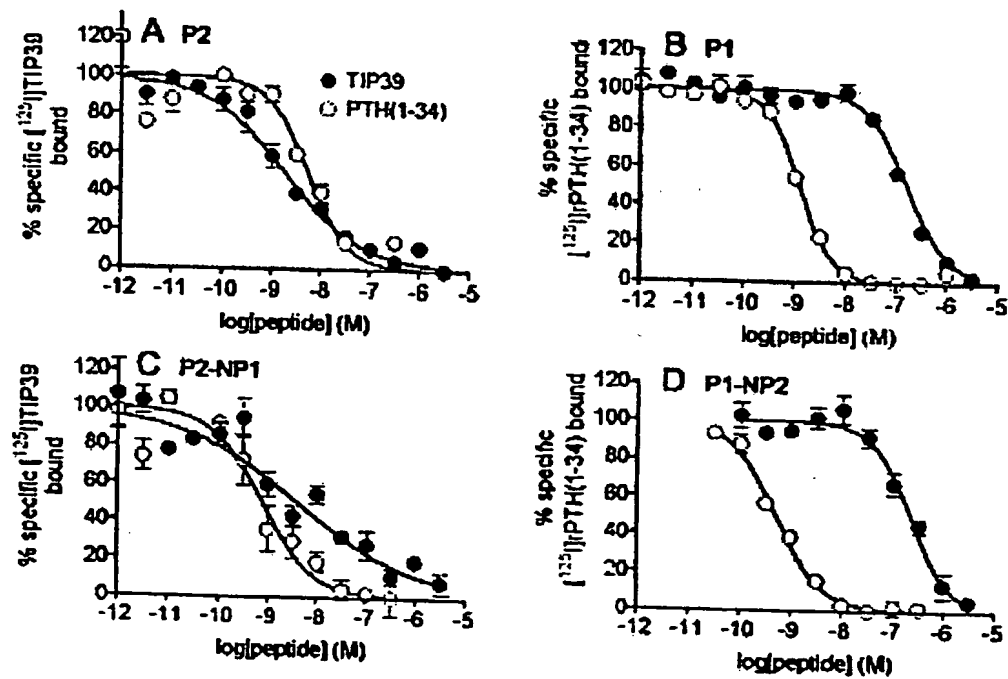 A P2
120
100
80
60
40
20
0
% specific [¹²⁵I]TIP39
bound
TIP39
PTH(1-34)
-12 -11 -10 -9 -8 -7 -6 -5
log[peptide] (M)
B P1
120
100
80
60
40
20
0
% specific
[¹²⁵I]rPTH(1-34) bound
-12 -11 -10 -9 -8 -7 -6 -5
log[peptide] (M)
C P2-NP1
120
100
80
60
40
20
0
% specific [¹²⁵I]TIP39
bound
-12 -11 -10 -9 -8 -7 -6 -5
log[peptide] (M)
D P1-NP2
120
100
80
60
40
20
0
% specific
[¹²⁵I]rPTH(1-34) bound
-12 -11 -10 -9 -8 -7 -6 -5
log[peptide] (M)